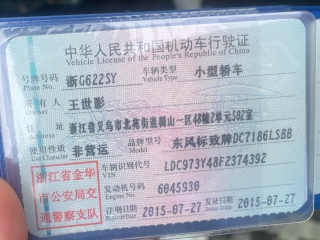 中华人民共和国机动车行驶证
Vehicle License of the People's Republic of China
号牌号码 浙G622SY 车辆类型 小型轿车
Plate No. Vehicle Type
所有人 王世影
Owner
住址 浙江省义乌市北苑街道稠山一区48幢2单元502室
Address
使用性质 非营运 品牌型号 东风标致牌DC7186LSBB
Use Character Model
浙江省金华市公安局交通警察支队
车辆识别代号 LDC973Y48F2374392
VIN
发动机号码 6045930
Engine No.
注册日期 2015-07-27 发证日期 2015-07-27
Register Date Issue Date